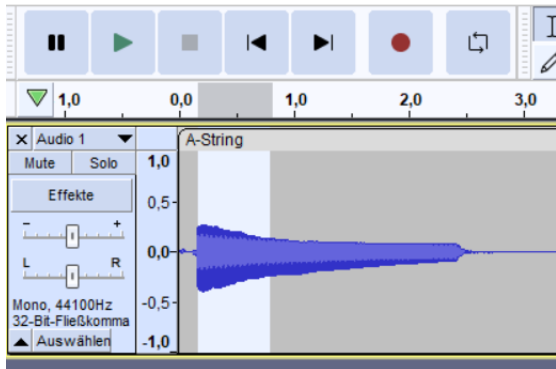 1,0 0,0 1,0 2,0 3,0
× Audio 1 ▼
A-String
Mute Solo
Effekte
- +
L R
Mono, 44100Hz
32-Bit-Fließkomma
▲ Auswählen
1,0
0,5-
0,0-
-0,5-
-1,0